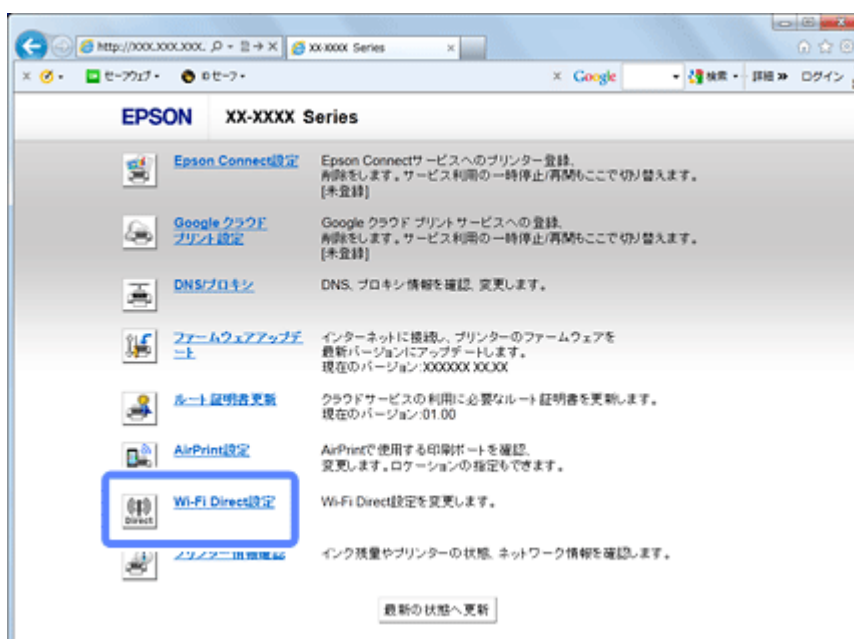 http://XXX.XXX.XXX.
XX-XXXX Series
セーフサーチ
Google
検索
詳細 »
ログイン
EPSON XX-XXXX Series
Epson Connect設定
Epson Connectサービスへのプリンター登録、
削除をします。サービス利用の一時停止/再開もここで切り替えます。
[未登録]
Google クラウド
プリント設定
Google クラウド プリントサービスへの登録、
削除をします。サービス利用の一時停止/再開もここで切り替えます。
[未登録]
DNS/プロキシ
DNS、プロキシ情報を確認、変更します。
ファームウェアアップデ
ート
インターネットに接続し、プリンターのファームウェアを
最新バージョンにアップデートします。
現在のバージョン:XXXXXX XX.XX
ルート証明書更新
クラウドサービスの利用に必要なルート証明書を更新します。
現在のバージョン:01.00
AirPrint設定
AirPrintで使用する印刷ポートを確認、
変更します。ロケーションの指定もできます。
Direct
Wi-Fi Direct設定
Wi-Fi Direct設定を変更します。
プリンター情報確認
インク残量やプリンターの状態、ネットワーク情報を確認します。
最新の状態へ更新